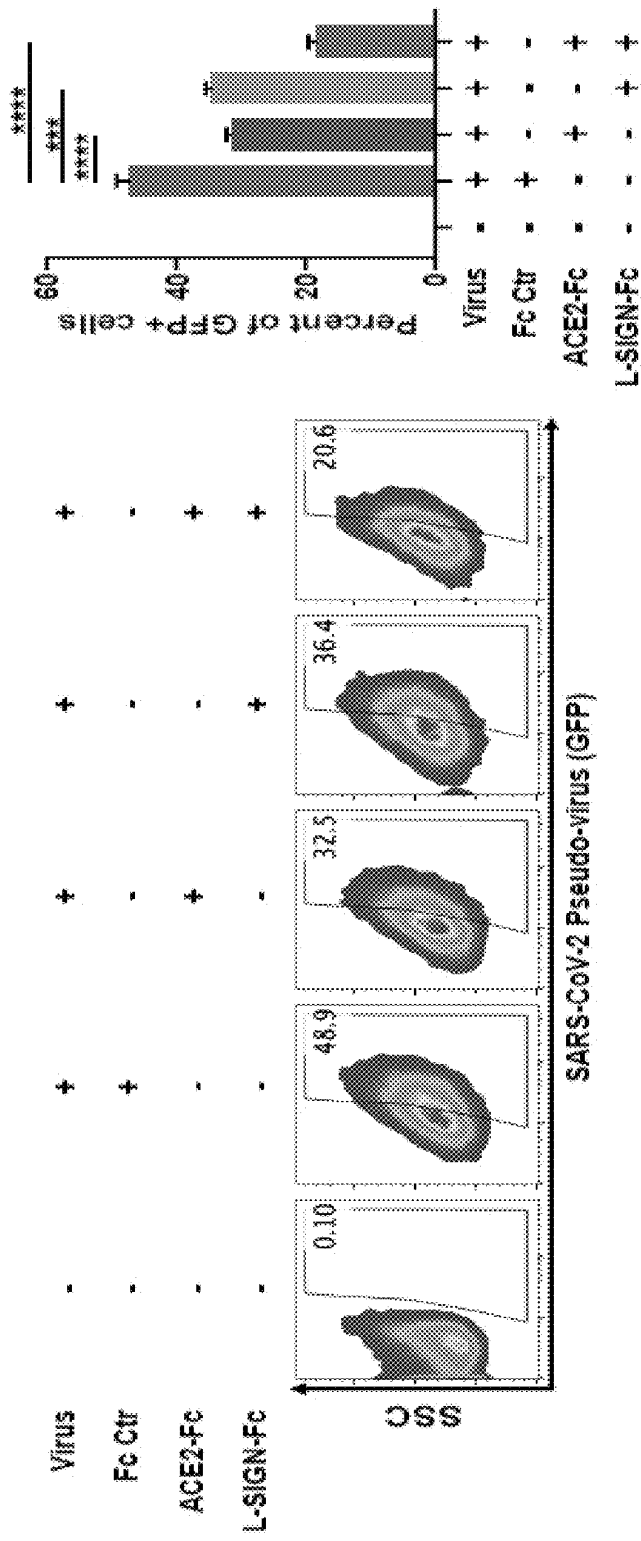 Virus - + + + +
Fc Ctr - + - - -
ACE2-Fc - - + - +
L-SIGN-Fc - - - + +
0.10 48.9 32.5 36.4 20.6
SSC
SARS-CoV-2 Pseudo-virus (GFP)
****
***
****
Percent of GFP+ cells
60
40
20
0
Virus - + + + +
Fc Ctr - + - - -
ACE2-Fc - - + - +
L-SIGN-Fc - - - + +